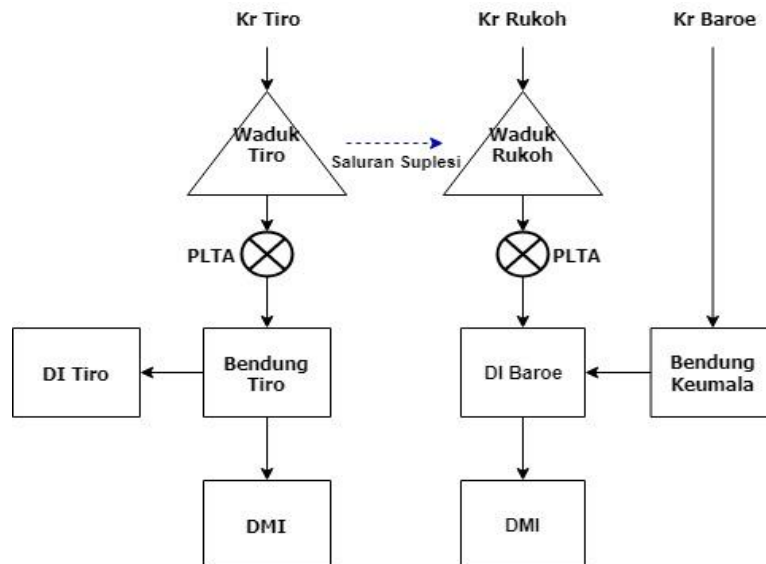 Kr Tiro
Kr Rukoh
Kr Baroe
Waduk
Tiro
Saluran Suplesi
Waduk
Rukoh
PLTA
PLTA
DI Tiro
Bendung
Tiro
DI Baroe
Bendung
Keumala
DMI
DMI